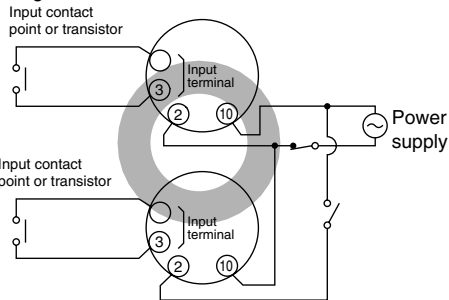 Input contact
point or transistor
Input
terminal
3
2
10
Power
supply
Input contact
point or transistor
Input
terminal
3
2
10